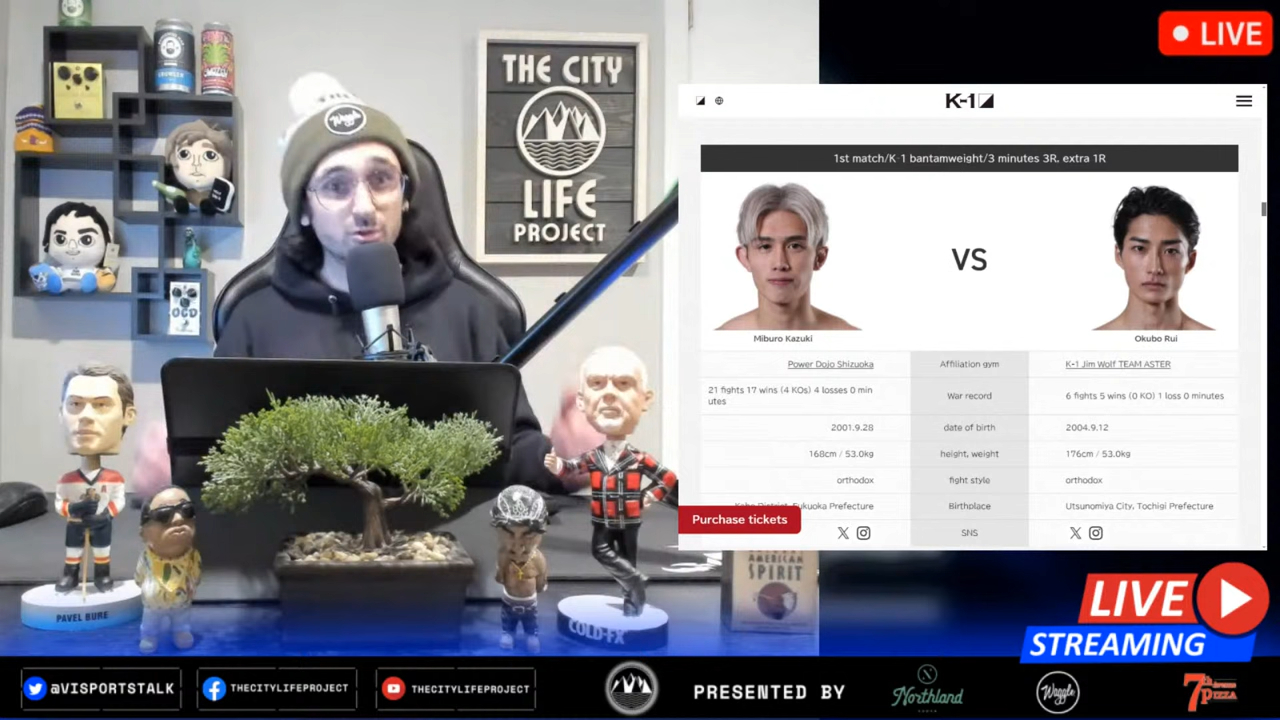 LIVE
THE CITY
LIFE
PROJECT
Waggle
OCD
K-1
1st match/K-1 bantamweight/3 minutes 3R, extra 1R
VS
Miburo Kazuki
Okubo Rui
Power Dojo Shizuoka
Affiliation gym
K-1 Jim Wolf TEAM ASTER
21 fights 17 wins (4 KOs) 4 losses 0 min
utes
War record
6 fights 5 wins (0 KO) 1 loss 0 minutes
2001.9.28
date of birth
2004.9.12
168cm / 53.0kg
height, weight
176cm / 53.0kg
orthodox
fight style
orthodox
Fukuoka Prefecture
Birthplace
Utsunomiya City, Tochigi Prefecture
Purchase tickets
SNS
AMERICAN
SPIRIT
PAVEL BURE
COLD-FX
LIVE
STREAMING
@VISPORTSTALK
THECITYLIFEPROJECT
THECITYLIFEPROJECT
PRESENTED BY
Northland
Waggle
7th
PIZZA